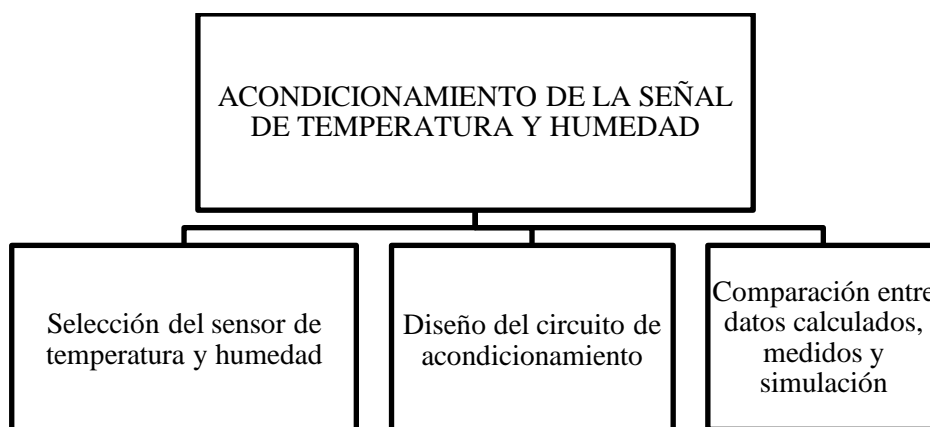 ACONDICIONAMIENTO DE LA SEÑAL
DE TEMPERATURA Y HUMEDAD
Selección del sensor de
temperatura y humedad
Diseño del circuito de
acondicionamiento
Comparación entre
datos calculados,
medidos y
simulación